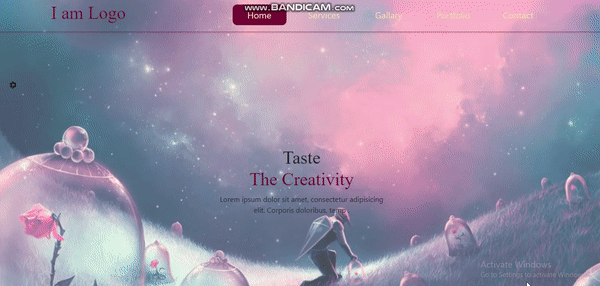 www.BANDICAM.com
I am Logo
Home
Services
Gallary
Portfolio
Contact
Taste
The Creativity
Lorem ipsum dolor sit amet, consectetur adipisicing
elit. Corporis doloribus, temp
Activate Windows
Go to Settings to activate Windows